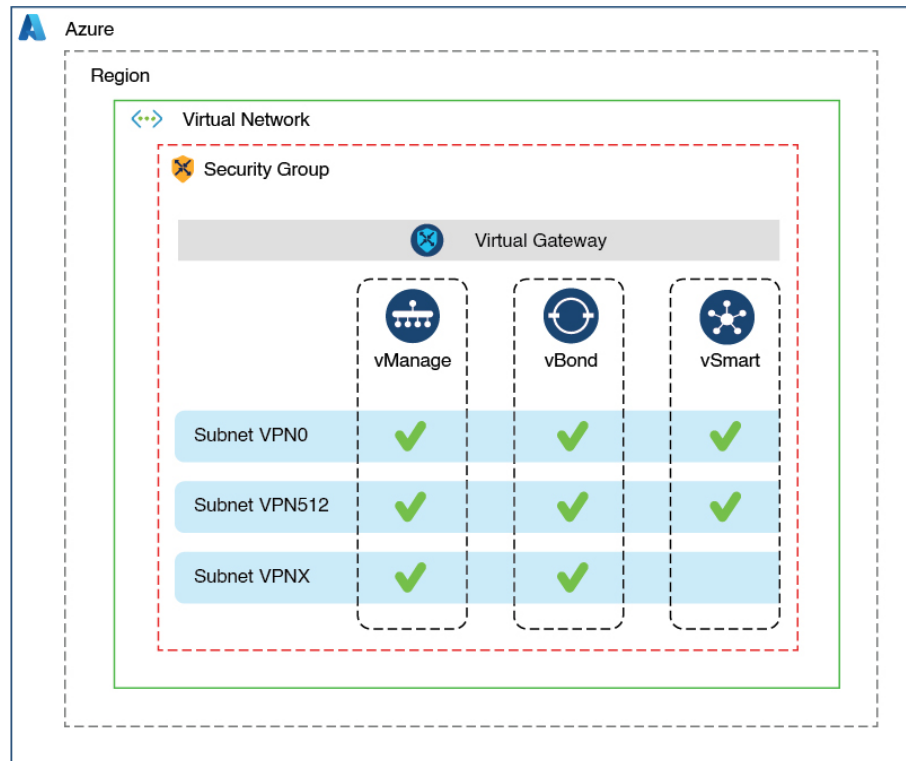 Azure
Region
Virtual Network
Security Group
Virtual Gateway
vManage
vBond
vSmart
Subnet VPN0
Subnet VPN512
Subnet VPNX